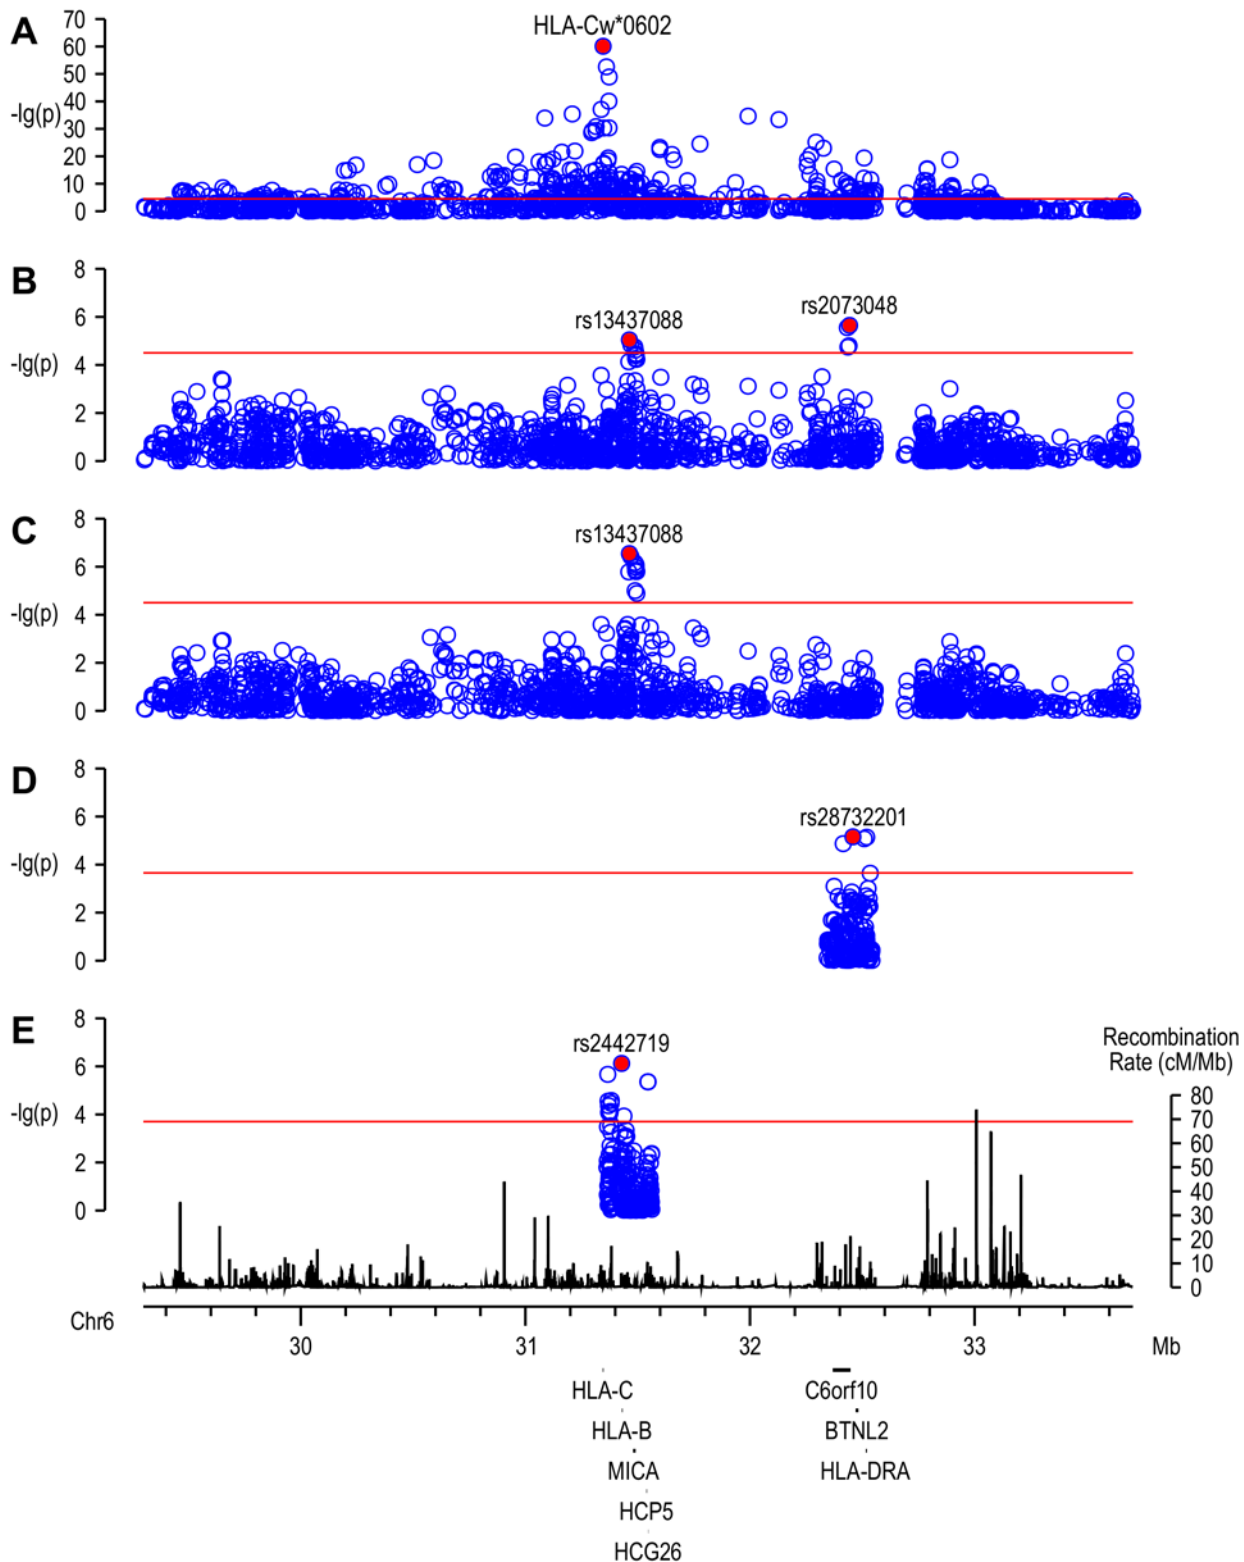 A
70
60
50
40
30
20
10
0
-lg(p)
HLA-Cw*0602
B
8
6
4
2
0
-lg(p)
rs13437088
rs2073048
C
8
6
4
2
0
-lg(p)
rs13437088
D
8
6
4
2
0
-lg(p)
rs28732201
E
8
6
4
2
0
-lg(p)
rs2442719
Recombination
Rate (cM/Mb)
80
70
60
50
40
30
20
10
0
Chr6
30 31 32 33 Mb
HLA-C C6orf10
HLA-B BTNL2
MICA HLA-DRA
HCP5
HCG26